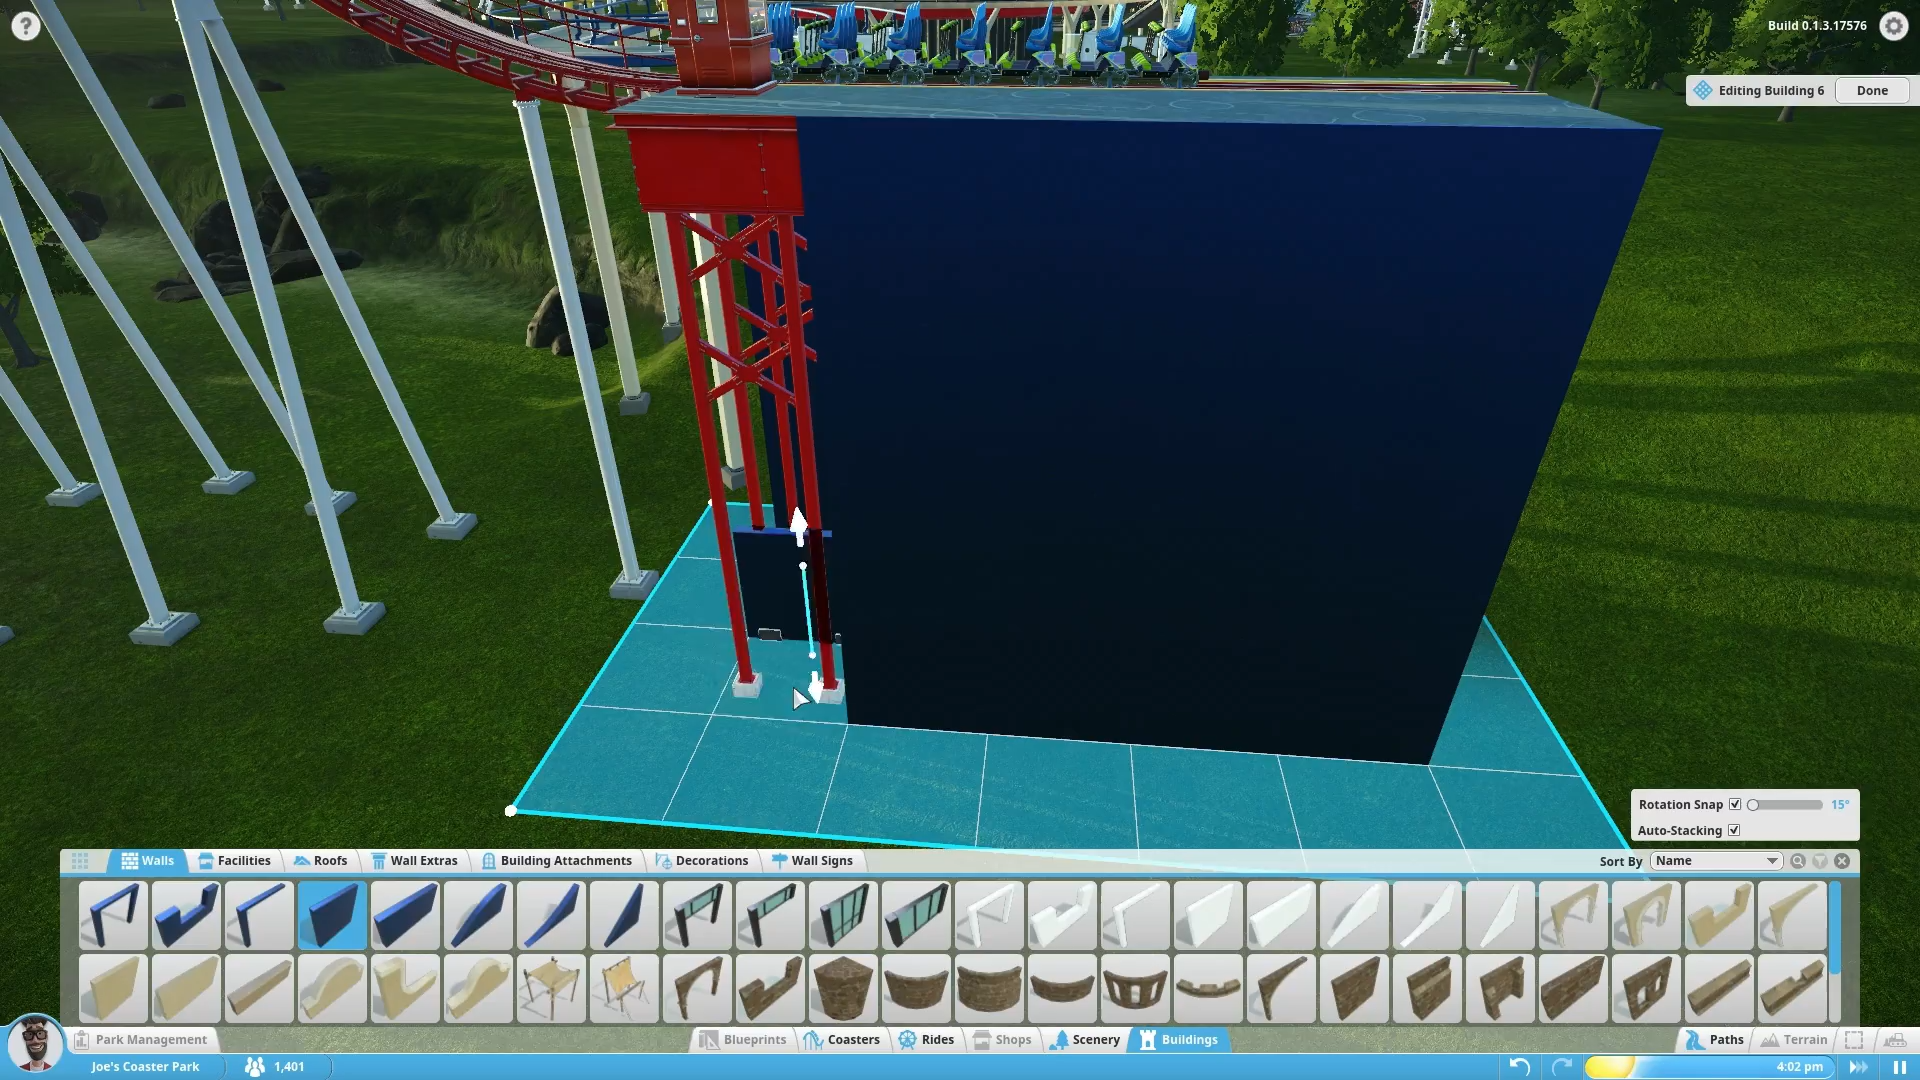 ?
Build 0.1.3.17576
Editing Building 6 Done
Rotation Snap 15°
Auto-Stacking
Walls Facilities Roofs Wall Extras Building Attachments Decorations Wall Signs Sort By Name
Park Management Blueprints Coasters Rides Shops Scenery Buildings Paths Terrain
Joe's Coaster Park 1,401 4:02 pm